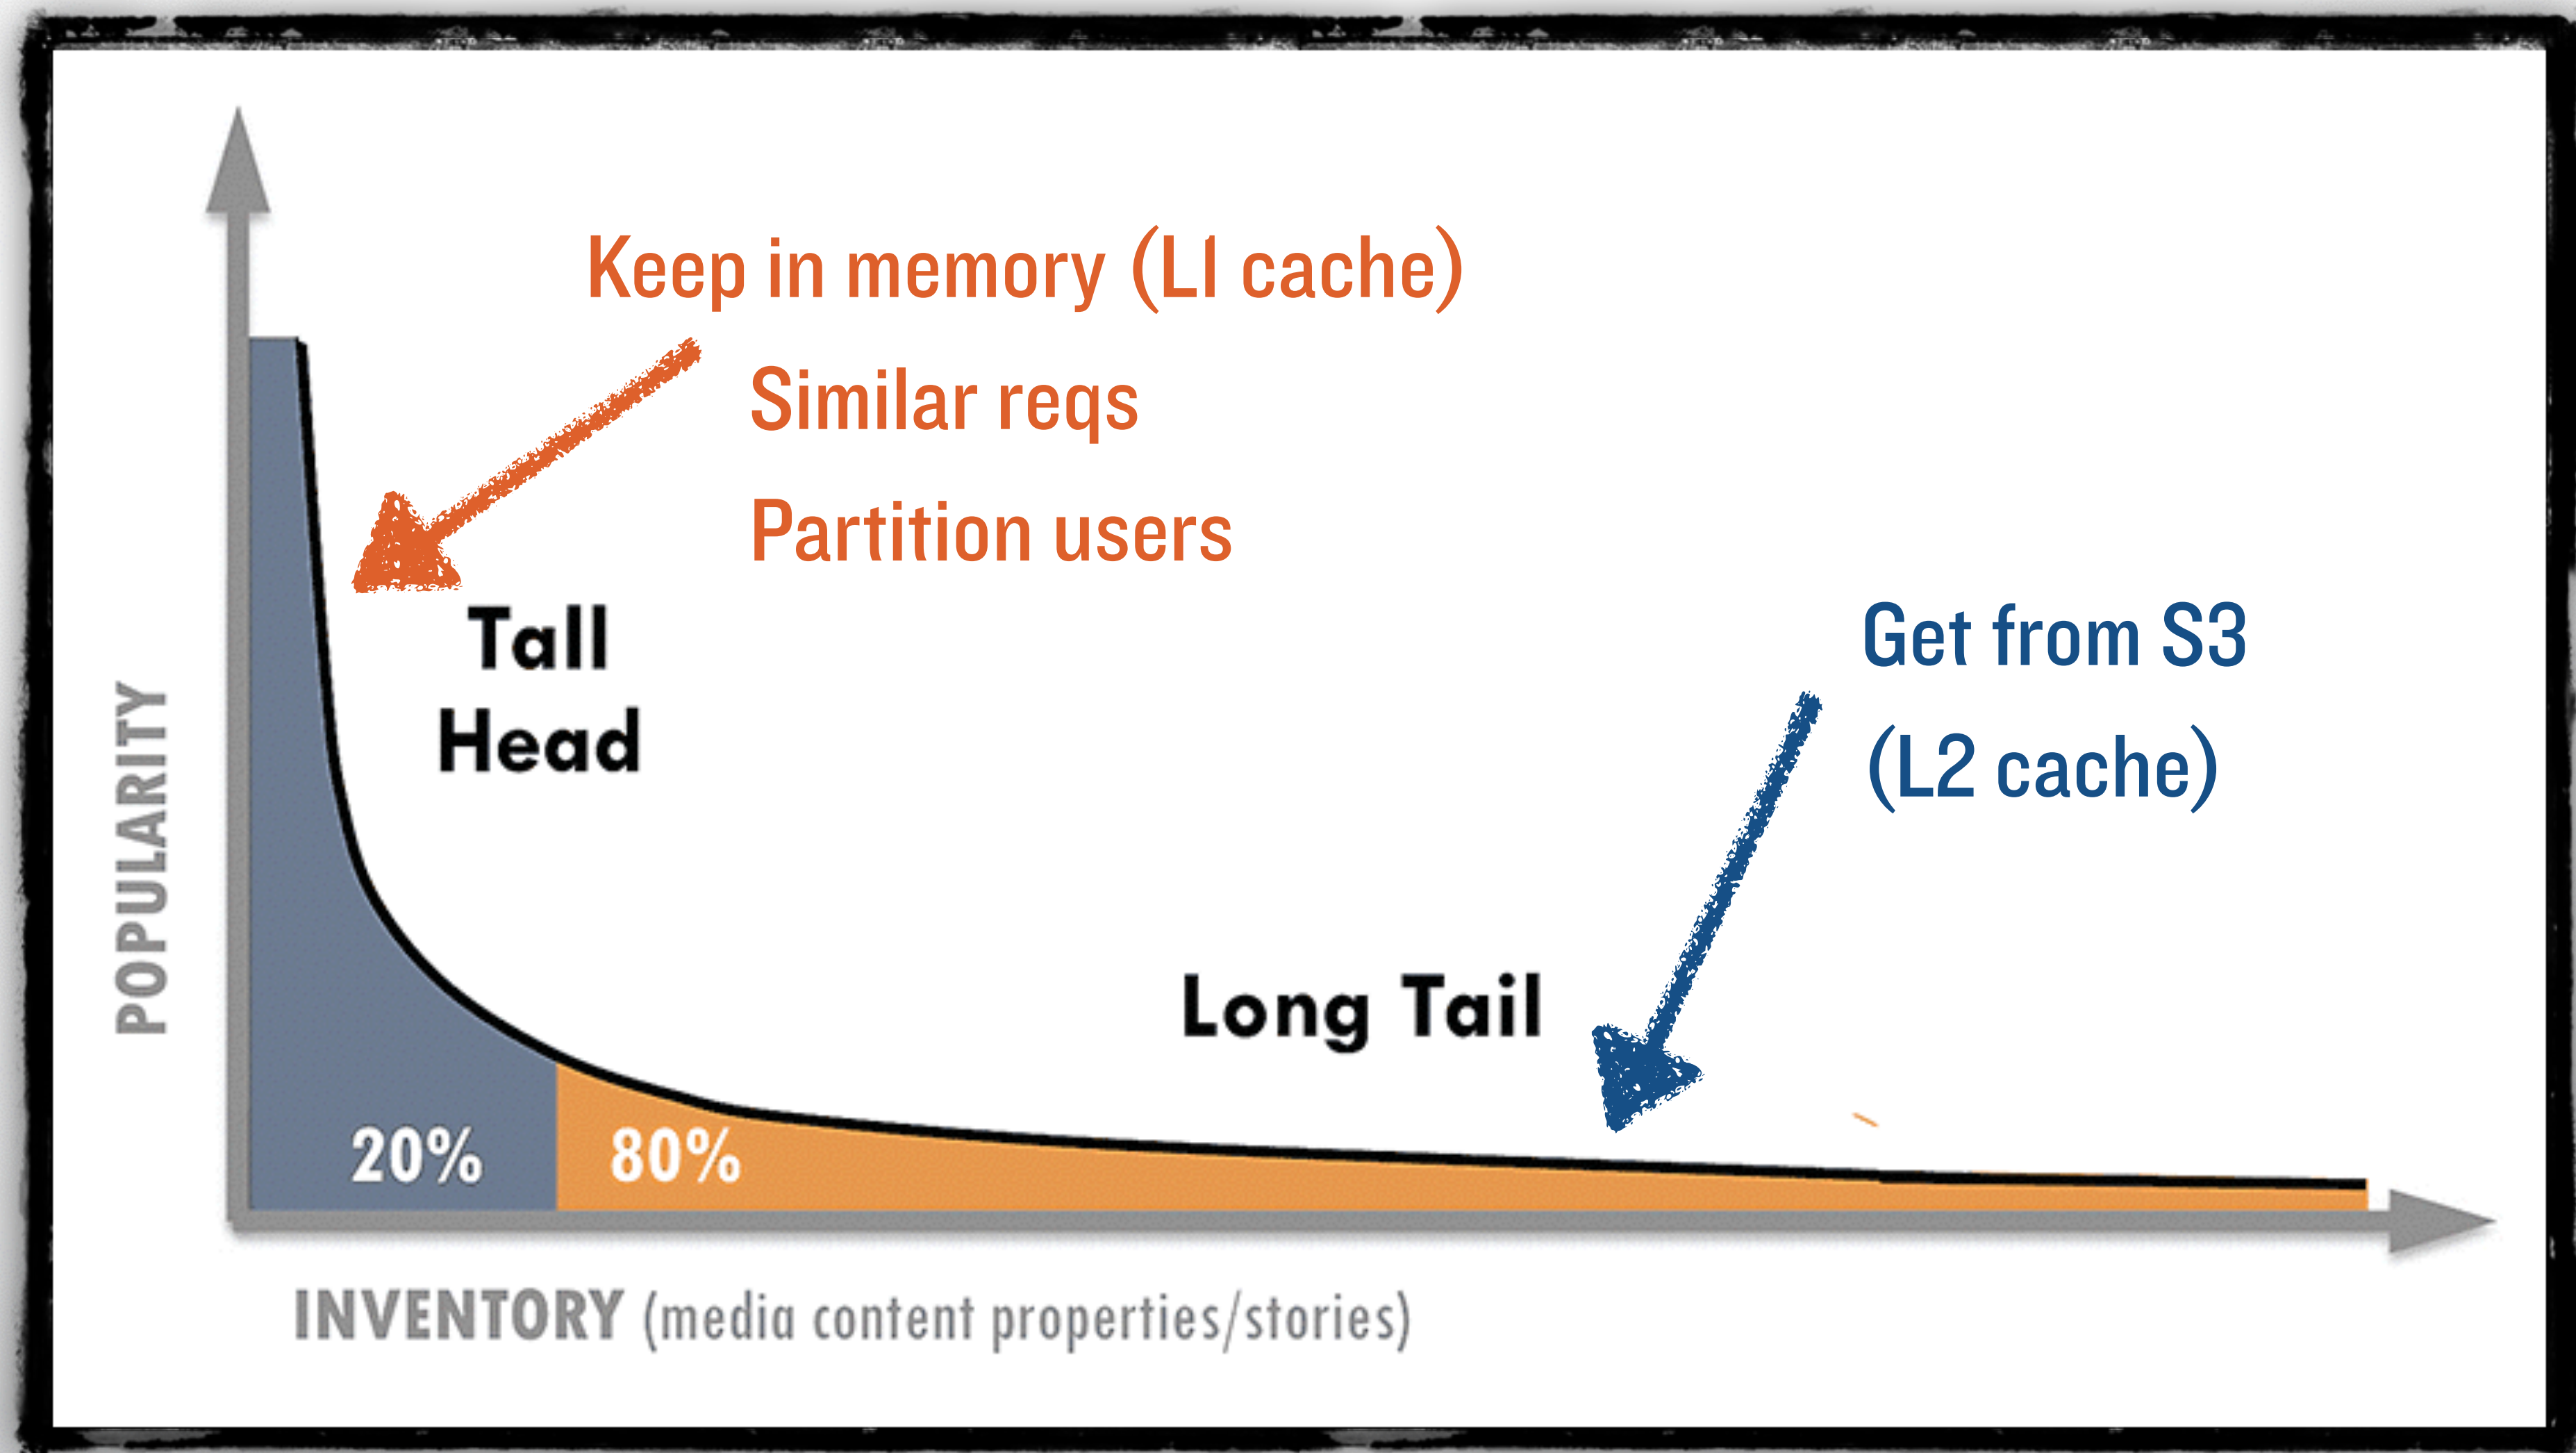 Keep in memory (L1 cache)
Similar reqs
Partition users
Tall
Head
Get from S3
(L2 cache)
Long Tail
POPULARITY
20%
80%
INVENTORY (media content properties/stories)